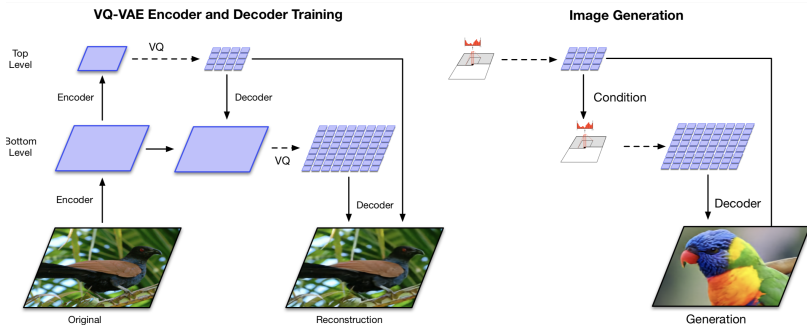 VQ-VAE Encoder and Decoder Training
Image Generation
Top
Level
VQ
Encoder
Decoder
Condition
Bottom
Level
VQ
Encoder
Decoder
Decoder
Original
Reconstruction
Generation